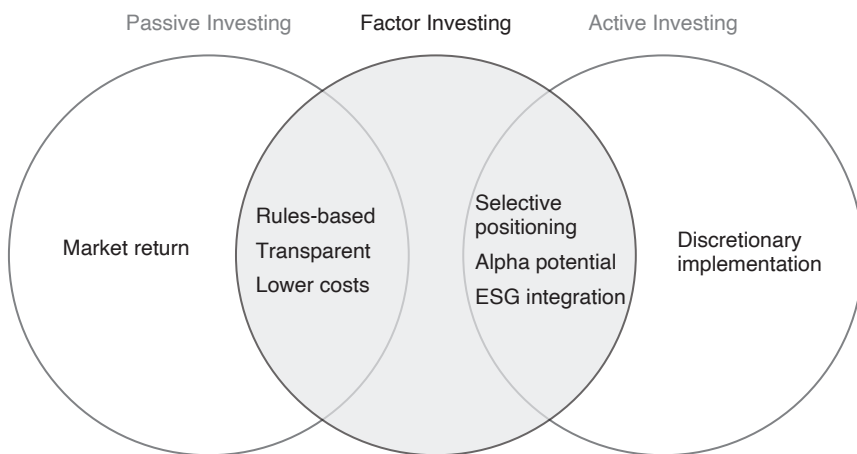 Passive Investing
Factor Investing
Active Investing
Market return
Rules-based
Transparent
Lower costs
Selective
positioning
Alpha potential
ESG integration
Discretionary
implementation